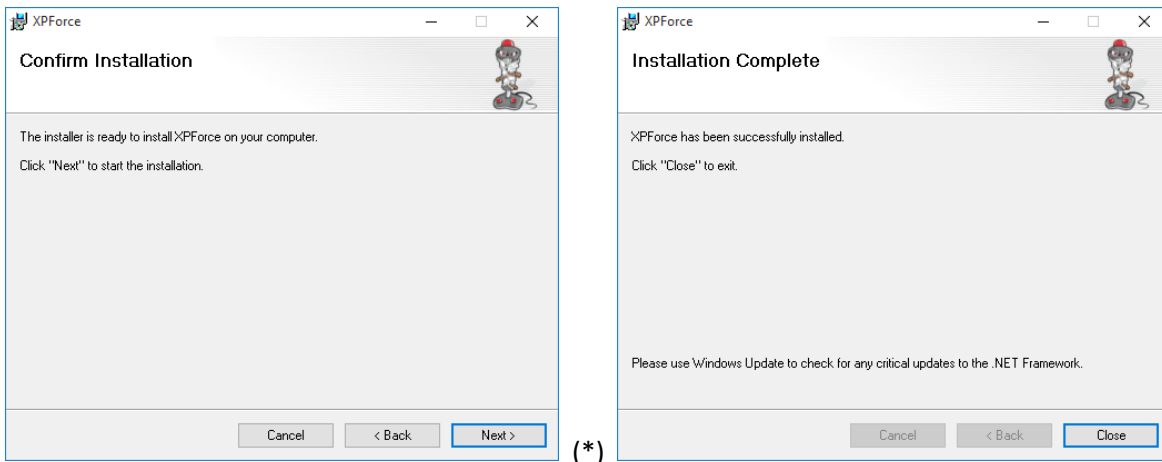 XPForce
Confirm Installation
The installer is ready to install XPForce on your computer.
Click "Next" to start the installation.
Cancel
< Back
Next >
(*)
XPForce
Installation Complete
XPForce has been successfully installed.
Click "Close" to exit.
Please use Windows Update to check for any critical updates to the .NET Framework.
Cancel
< Back
Close